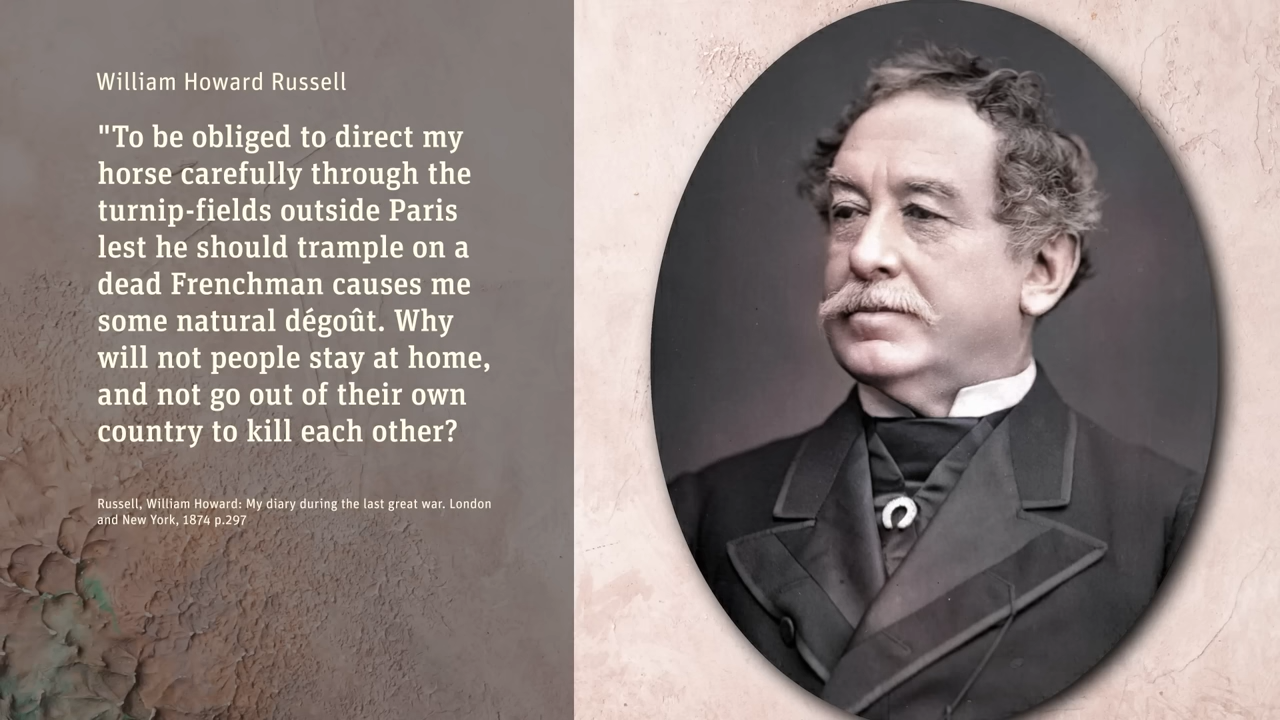 William Howard Russell
"To be obliged to direct my
horse carefully through the
turnip-fields outside Paris
lest he should trample on a
dead Frenchman causes me
some natural dégoût. Why
will not people stay at home,
and not go out of their own
country to kill each other?
Russell, William Howard: My diary during the last great war. London
and New York, 1874 p.297